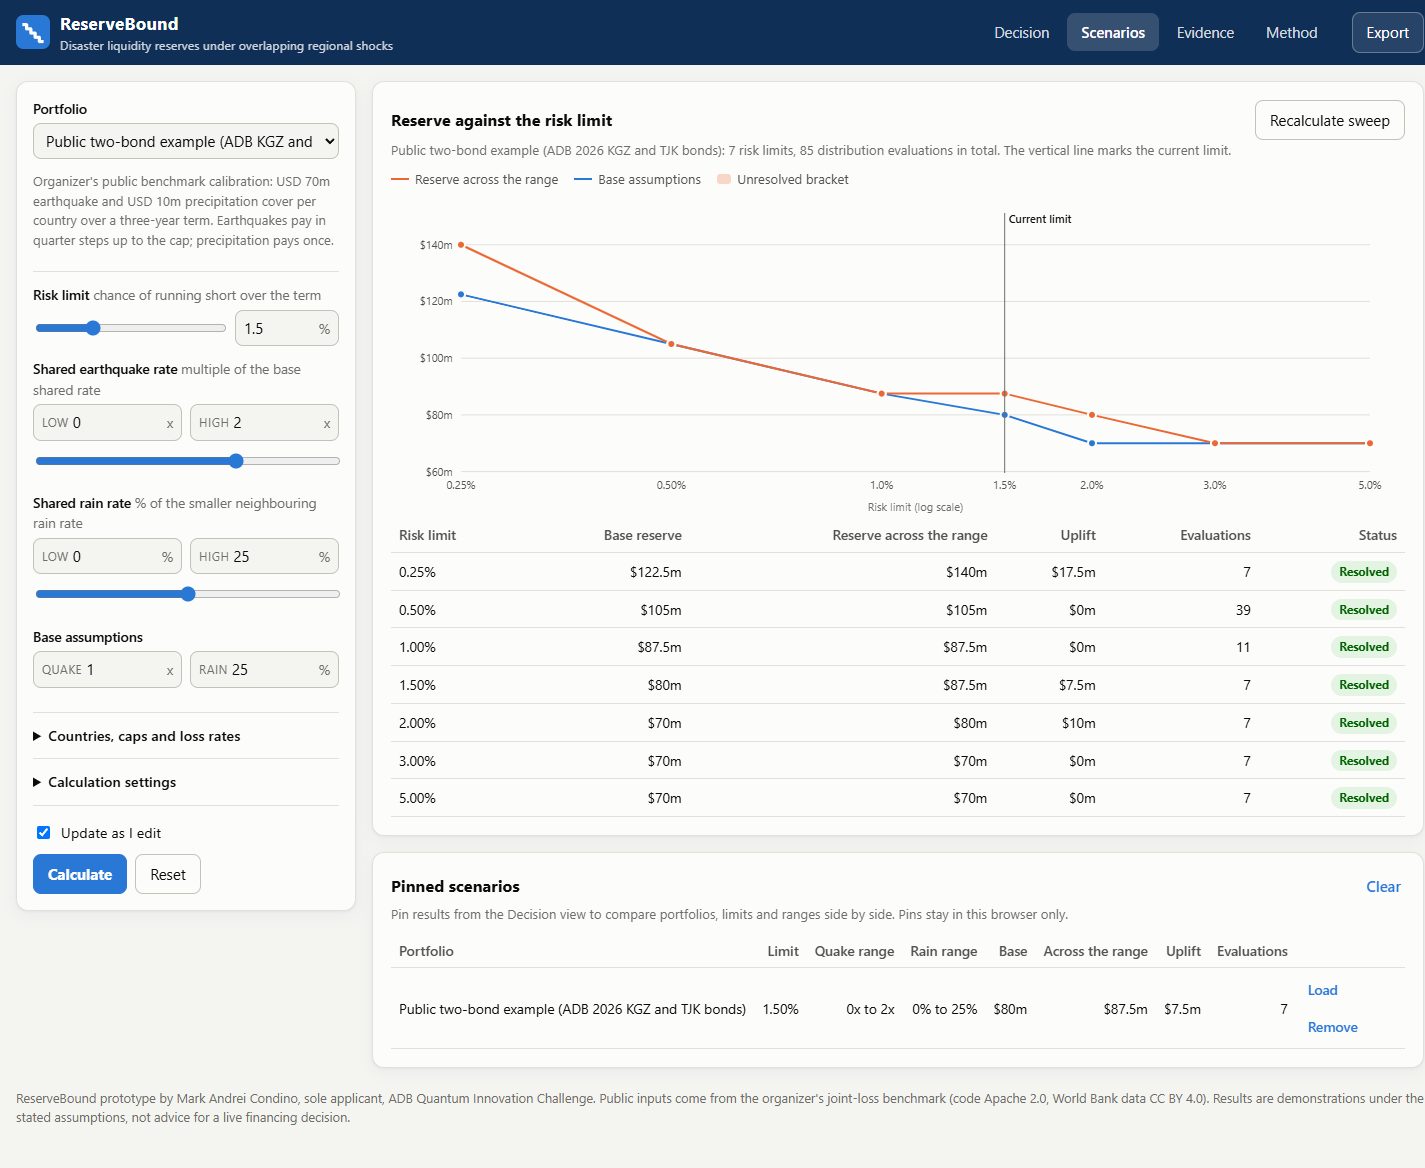 ReserveBound
Disaster liquidity reserves under overlapping regional shocks
Decision
Scenarios
Evidence
Method
Export
Portfolio
Public two-bond example (ADB KGZ and
Organizer's public benchmark calibration: USD 70m
earthquake and USD 10m precipitation cover per
country over a three-year term. Earthquakes pay in
quarter steps up to the cap; precipitation pays once.
Risk limit chance of running short over the term
1.5 %
Shared earthquake rate multiple of the base
shared rate
LOW 0 x
HIGH 2 x
Shared rain rate % of the smaller neighbouring
rain rate
LOW 0 %
HIGH 25 %
Base assumptions
QUAKE 1 x
RAIN 25 %
Countries, caps and loss rates
Calculation settings
Update as I edit
Calculate
Reset
Reserve against the risk limit
Recalculate sweep
Public two-bond example (ADB 2026 KGZ and TJK bonds): 7 risk limits, 85 distribution evaluations in total. The vertical line marks the current limit.
Reserve across the range
Base assumptions
Unresolved bracket
Current limit
$140m
$120m
$100m
$80m
$60m
0.25% 0.50% 1.0% 1.5% 2.0% 3.0% 5.0%
Risk limit (log scale)
Risk limit Base reserve Reserve across the range Uplift Evaluations Status
0.25% $122.5m $140m $17.5m 7 Resolved
0.50% $105m $105m $0m 39 Resolved
1.00% $87.5m $87.5m $0m 11 Resolved
1.50% $80m $87.5m $7.5m 7 Resolved
2.00% $70m $80m $10m 7 Resolved
3.00% $70m $70m $0m 7 Resolved
5.00% $70m $70m $0m 7 Resolved
Pinned scenarios
Clear
Pin results from the Decision view to compare portfolios, limits and ranges side by side. Pins stay in this browser only.
Portfolio Limit Quake range Rain range Base Across the range Uplift Evaluations
Public two-bond example (ADB 2026 KGZ and TJK bonds) 1.50% 0x to 2x 0% to 25% $80m $87.5m $7.5m 7
Load
Remove
ReserveBound prototype by Mark Andrei Condino, sole applicant, ADB Quantum Innovation Challenge. Public inputs come from the organizer's joint-loss benchmark (code Apache 2.0, World Bank data CC BY 4.0). Results are demonstrations under the
stated assumptions, not advice for a live financing decision.